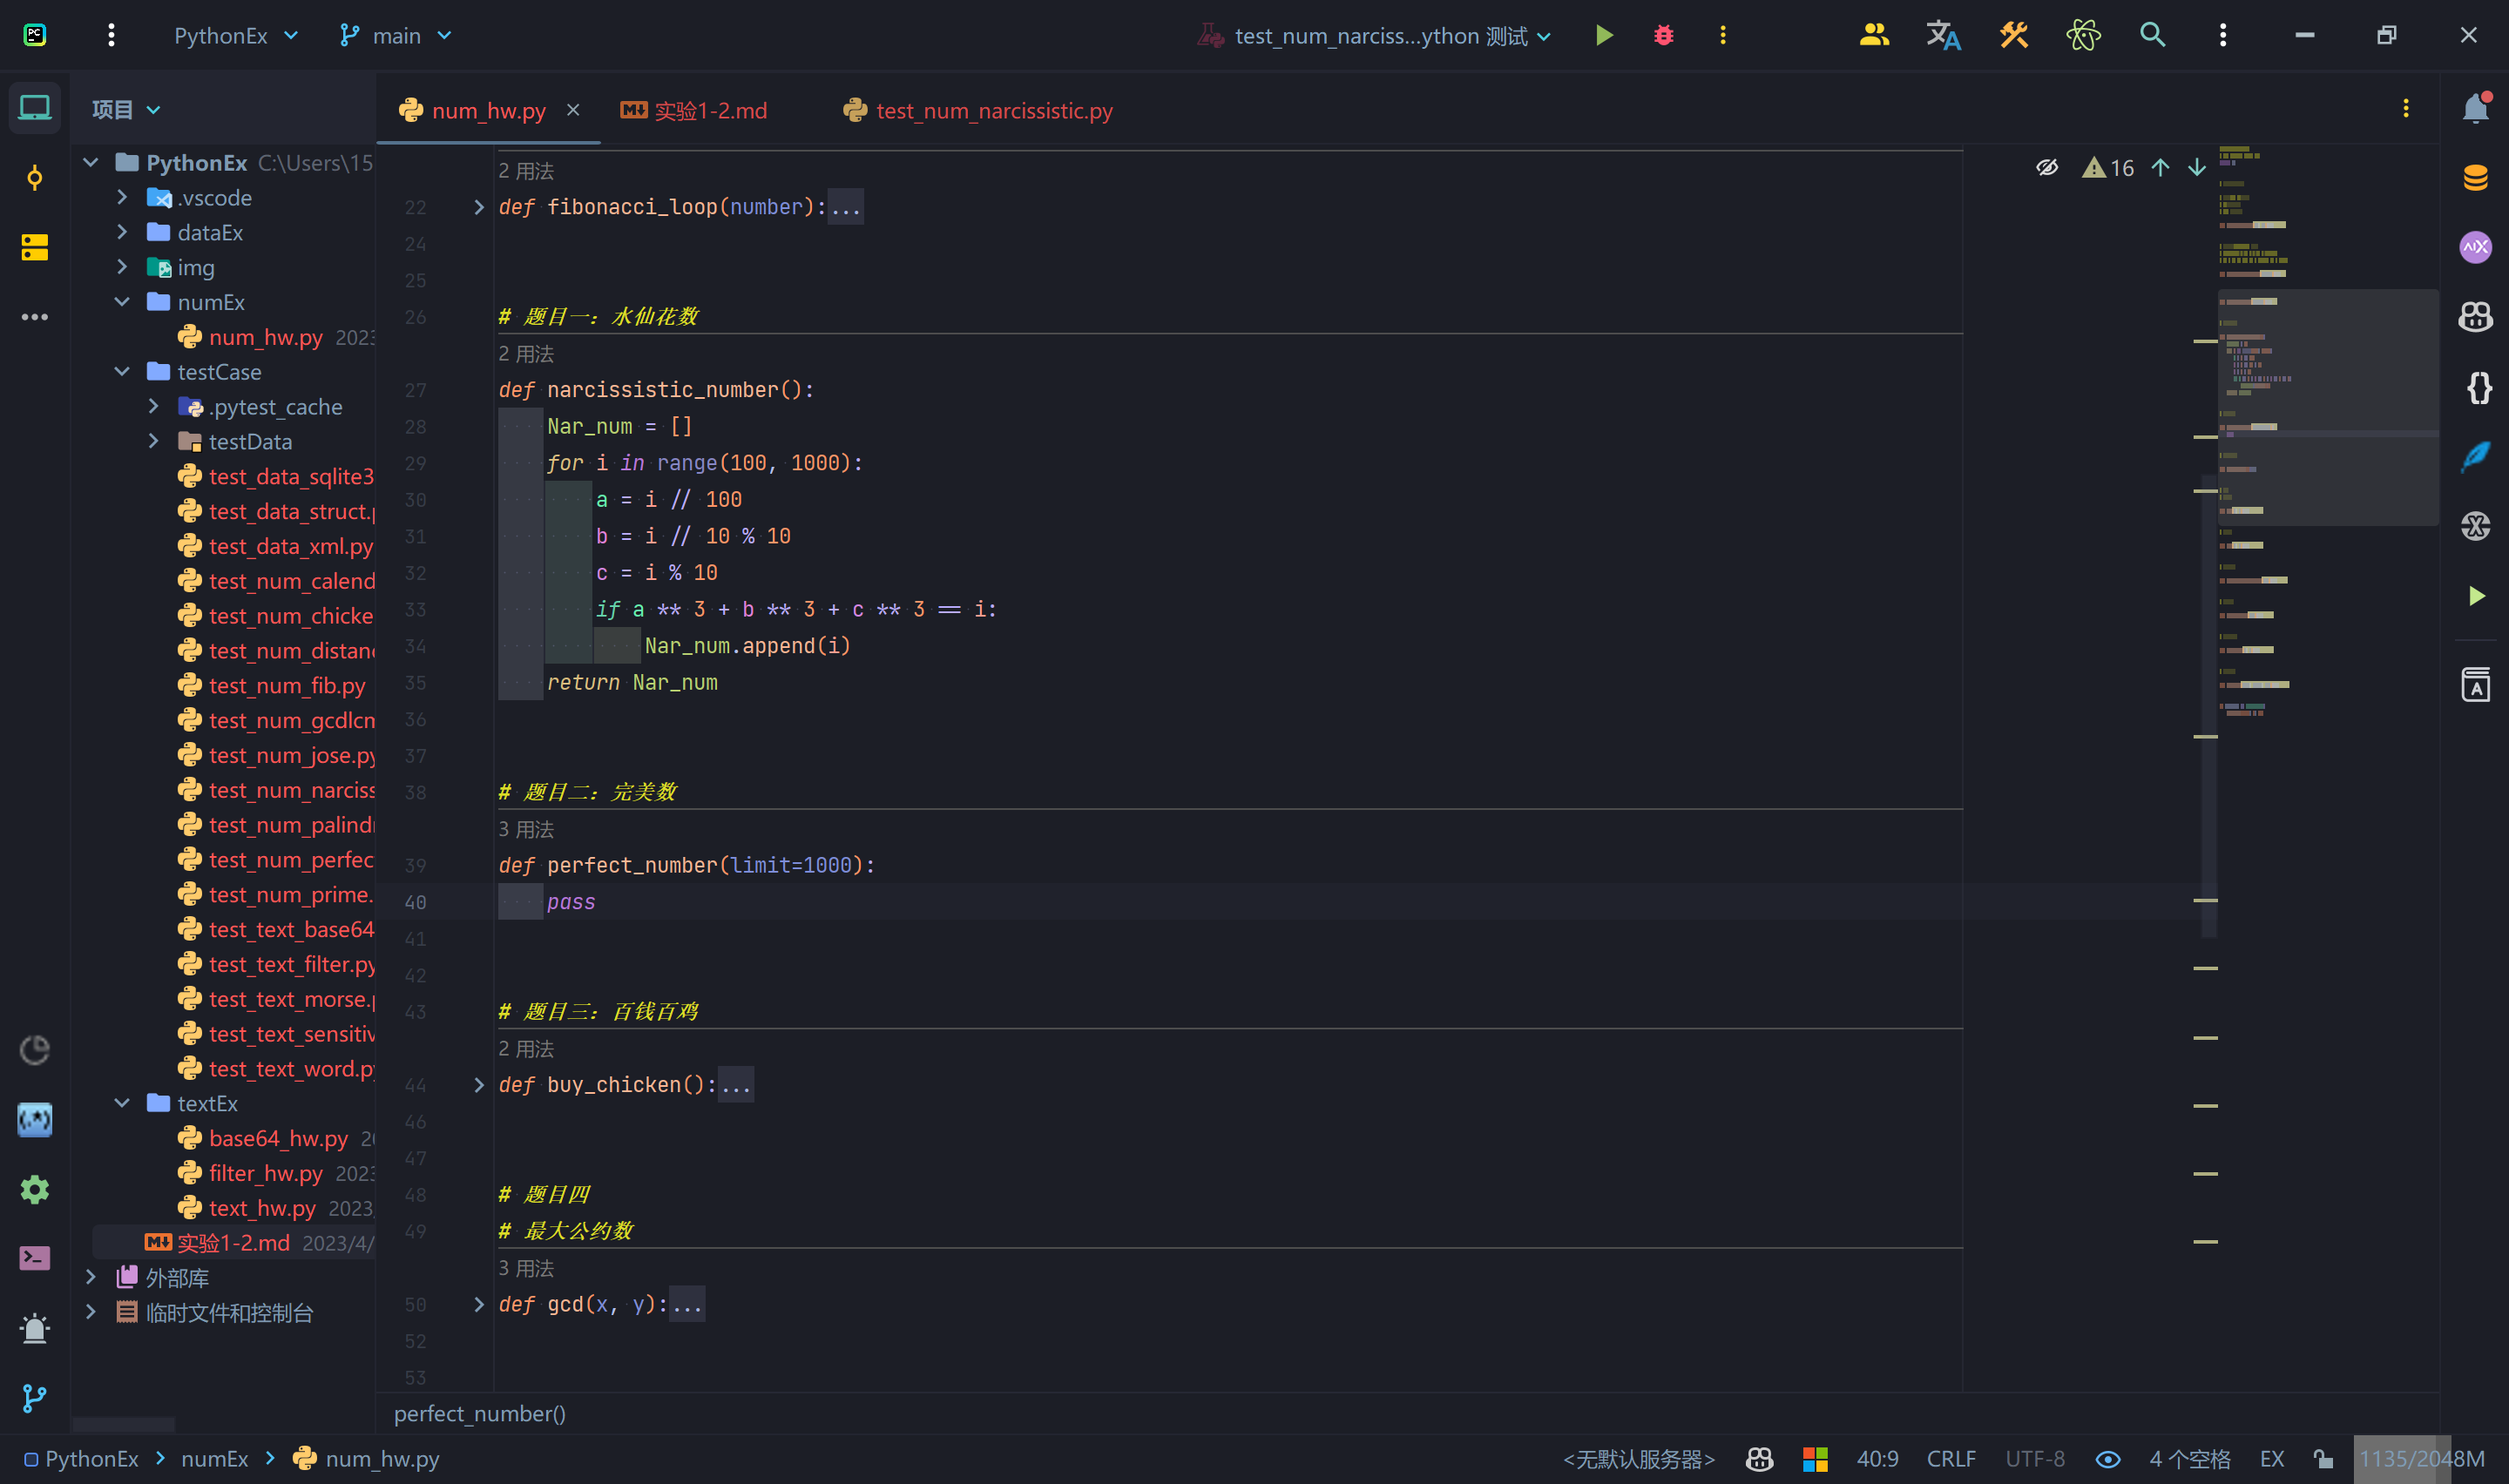 PC
PythonEx
main
test_num_narciss...ython 测试
项目
num_hw.py
实验1-2.md
test_num_narcissistic.py
PythonEx C:\Users\15
.vscode
dataEx
img
numEx
num_hw.py 2023
testCase
.pytest_cache
testData
test_data_sqlite3
test_data_struct.p
test_data_xml.py
test_num_calend
test_num_chicke
test_num_distan
test_num_fib.py
test_num_gcdlcm
test_num_jose.py
test_num_narciss
test_num_palind
test_num_perfec
test_num_prime.
test_text_base64
test_text_filter.py
test_text_morse.p
test_text_sensitiv
test_text_word.py
textEx
base64_hw.py 20
filter_hw.py 2023
text_hw.py 2023/
实验1-2.md 2023/4/
外部库
临时文件和控制台
16
2 用法
22 def fibonacci_loop(number):...
24
25
26 # 题目一：水仙花数
2 用法
27 def narcissistic_number():
28 Nar_num = []
29 for i in range(100, 1000):
30 a = i // 100
31 b = i // 10 % 10
32 c = i % 10
33 if a ** 3 + b ** 3 + c ** 3 == i:
34 Nar_num.append(i)
35 return Nar_num
36
37
38 # 题目二：完美数
3 用法
39 def perfect_number(limit=1000):
40 pass
41
42
43 # 题目三：百钱百鸡
2 用法
44 def buy_chicken():...
46
47
48 # 题目四
49 # 最大公约数
3 用法
50 def gcd(x, y):...
52
53
perfect_number()
PythonEx numEx num_hw.py
<无默认服务器> 40:9 CRLF UTF-8 4 个空格 EX 1135/2048M